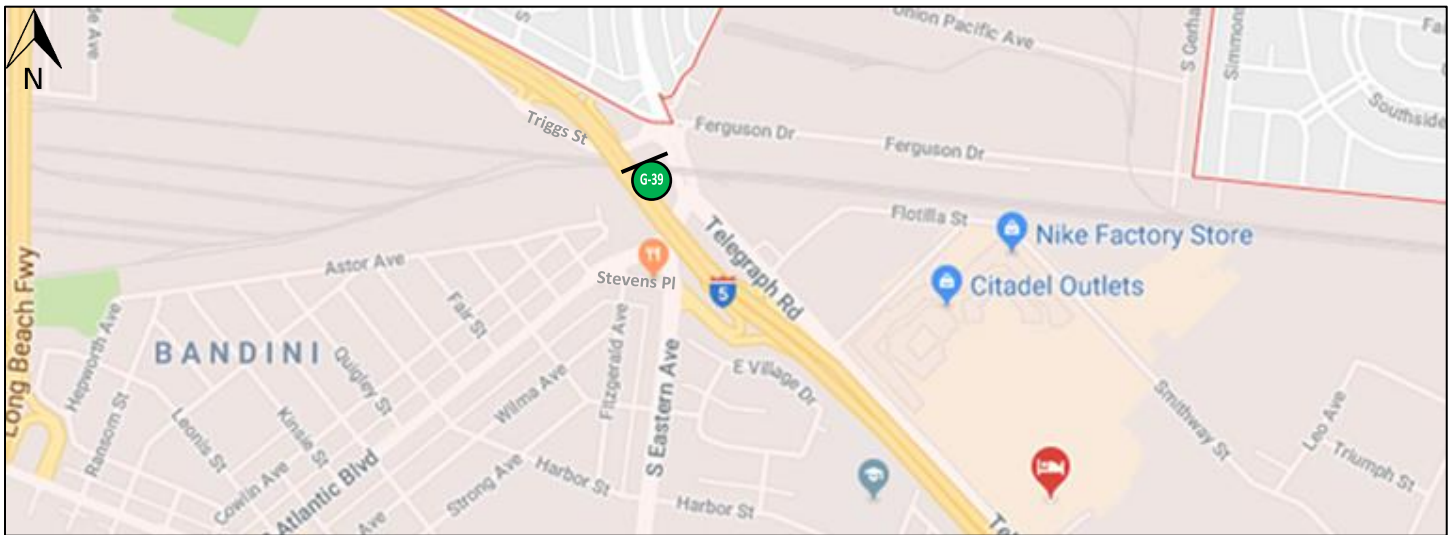 N
S
Union Pacific Ave
S Gerha
Simmons
Southside
Triggs St
Ferguson Dr
Ferguson Dr
G-39
Flotilla St
Nike Factory Store
Telegraph Rd
Astor Ave
Stevens Pl
5
Citadel Outlets
Long Beach Fwy
Hepworth Ave
Fair St
BANDINI
Quigley St
Fitzgerald Ave
E Village Dr
Wilma Ave
S Eastern Ave
Smithway St
Ransom St
Leonis St
Kinsie St
Leo Ave
Triumph St
Cowlin Ave
Atlantic Blvd
Strong Ave
Harbor St
Harbor St
Ave